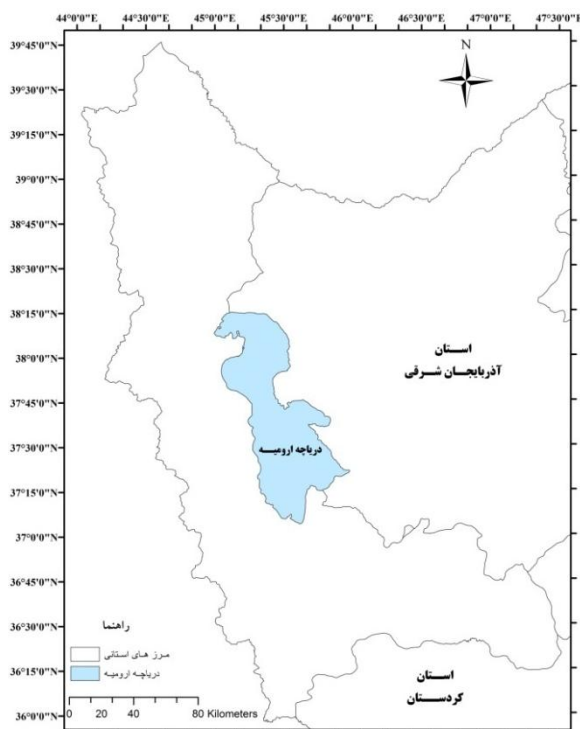 44°0'0"E 44°30'0"E 45°0'0"E 45°30'0"E 46°0'0"E 46°30'0"E 47°0'0"E 47°30'0"E
39°45'0"N
39°30'0"N
39°15'0"N
39°0'0"N
38°45'0"N
38°30'0"N
38°15'0"N
38°0'0"N
37°45'0"N
37°30'0"N
37°15'0"N
37°0'0"N
36°45'0"N
36°30'0"N
36°15'0"N
36°0'0"N
N
استان
آذربایجان شرقی
دریاچه ارومیه
استان
کردستان
راهنما
مرز های استانی
دریاچه ارومیه
0 20 40 80 Kilometers